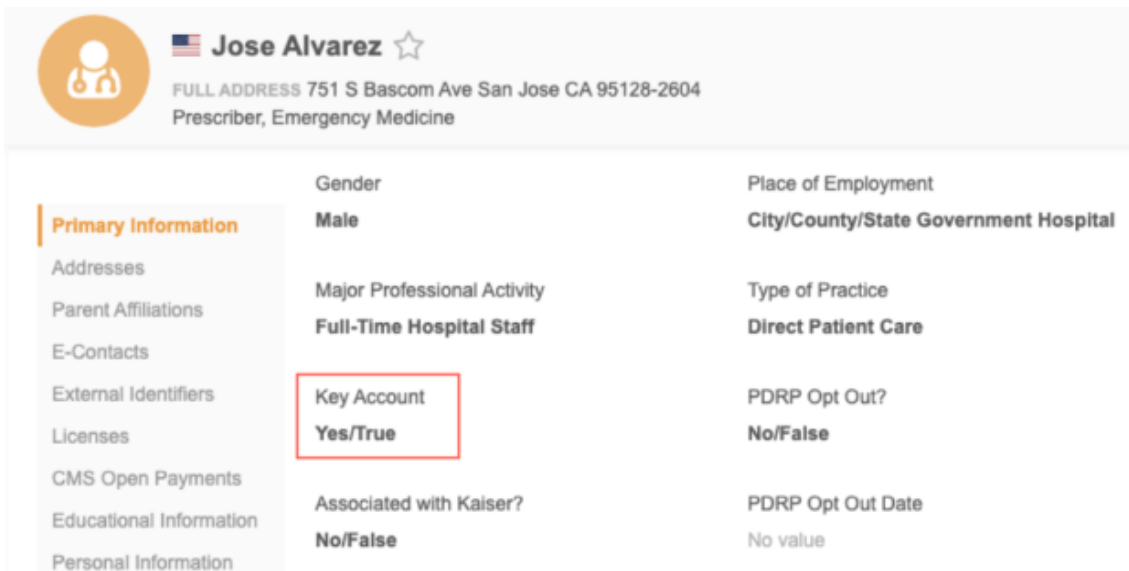 Jose Alvarez
FULL ADDRESS 751 S Bascom Ave San Jose CA 95128-2604
Prescriber, Emergency Medicine
Primary Information
Addresses
Parent Affiliations
E-Contacts
External Identifiers
Licenses
CMS Open Payments
Educational Information
Personal Information
Gender
Male
Place of Employment
City/County/State Government Hospital
Major Professional Activity
Full-Time Hospital Staff
Type of Practice
Direct Patient Care
Key Account
Yes/True
PDRP Opt Out?
No/False
Associated with Kaiser?
No/False
PDRP Opt Out Date
No value